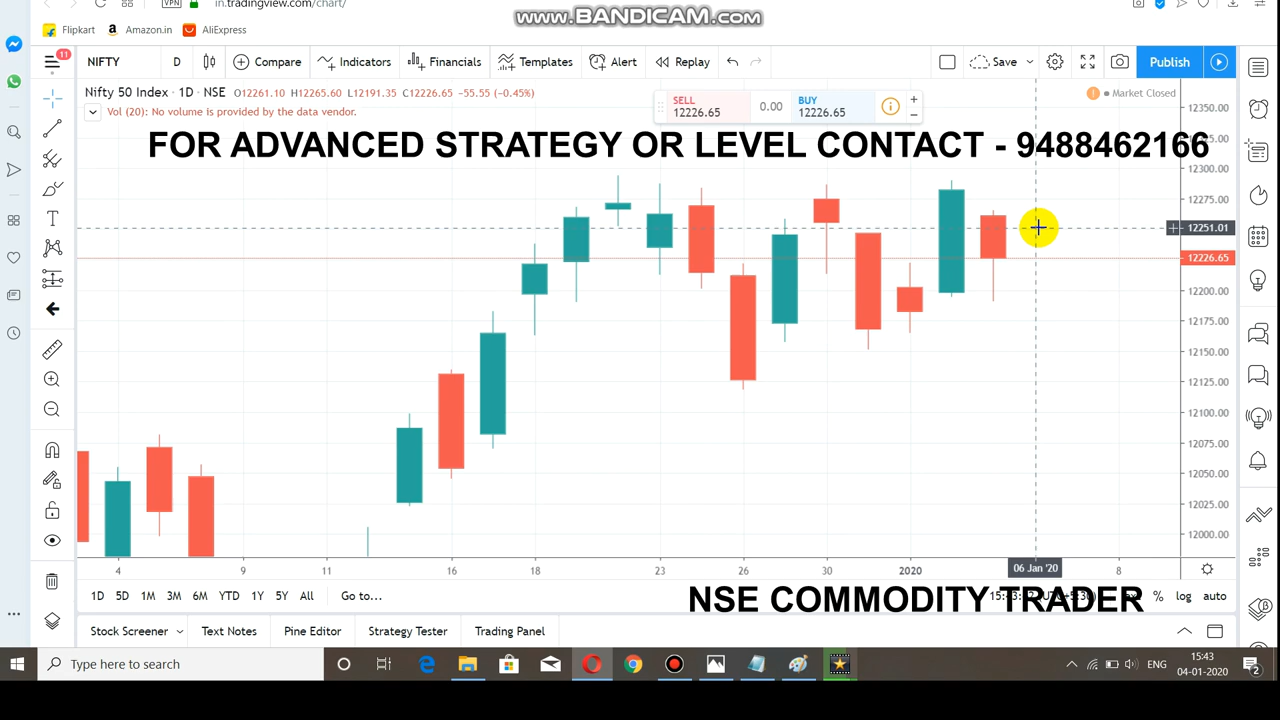 www.BANDICAM.com
VPN
in.tradingview.com/chart/
Flipkart
Amazon.in
AliExpress
11
NIFTY
D
Compare
Indicators
Financials
Templates
Alert
Replay
Save
Publish
Nifty 50 Index · 1D · NSE O12261.10 H12265.60 L12191.35 C12226.65 -55.55 (-0.45%)
Vol (20): No volume is provided by the data vendor.
SELL
12226.65
0.00
BUY
12226.65
Market Closed
FOR ADVANCED STRATEGY OR LEVEL CONTACT - 9488462166
12350.00
12300.00
12275.00
12251.01
12226.65
12200.00
12175.00
12150.00
12125.00
12100.00
12075.00
12050.00
12025.00
12000.00
4
9
11
16
18
23
26
30
2020
06 Jan '20
8
1D 5D 1M 3M 6M YTD 1Y 5Y All
Go to...
% log auto
NSE COMMODITY TRADER
Stock Screener
Text Notes
Pine Editor
Strategy Tester
Trading Panel
Type here to search
ENG
15:43
04-01-2020
2